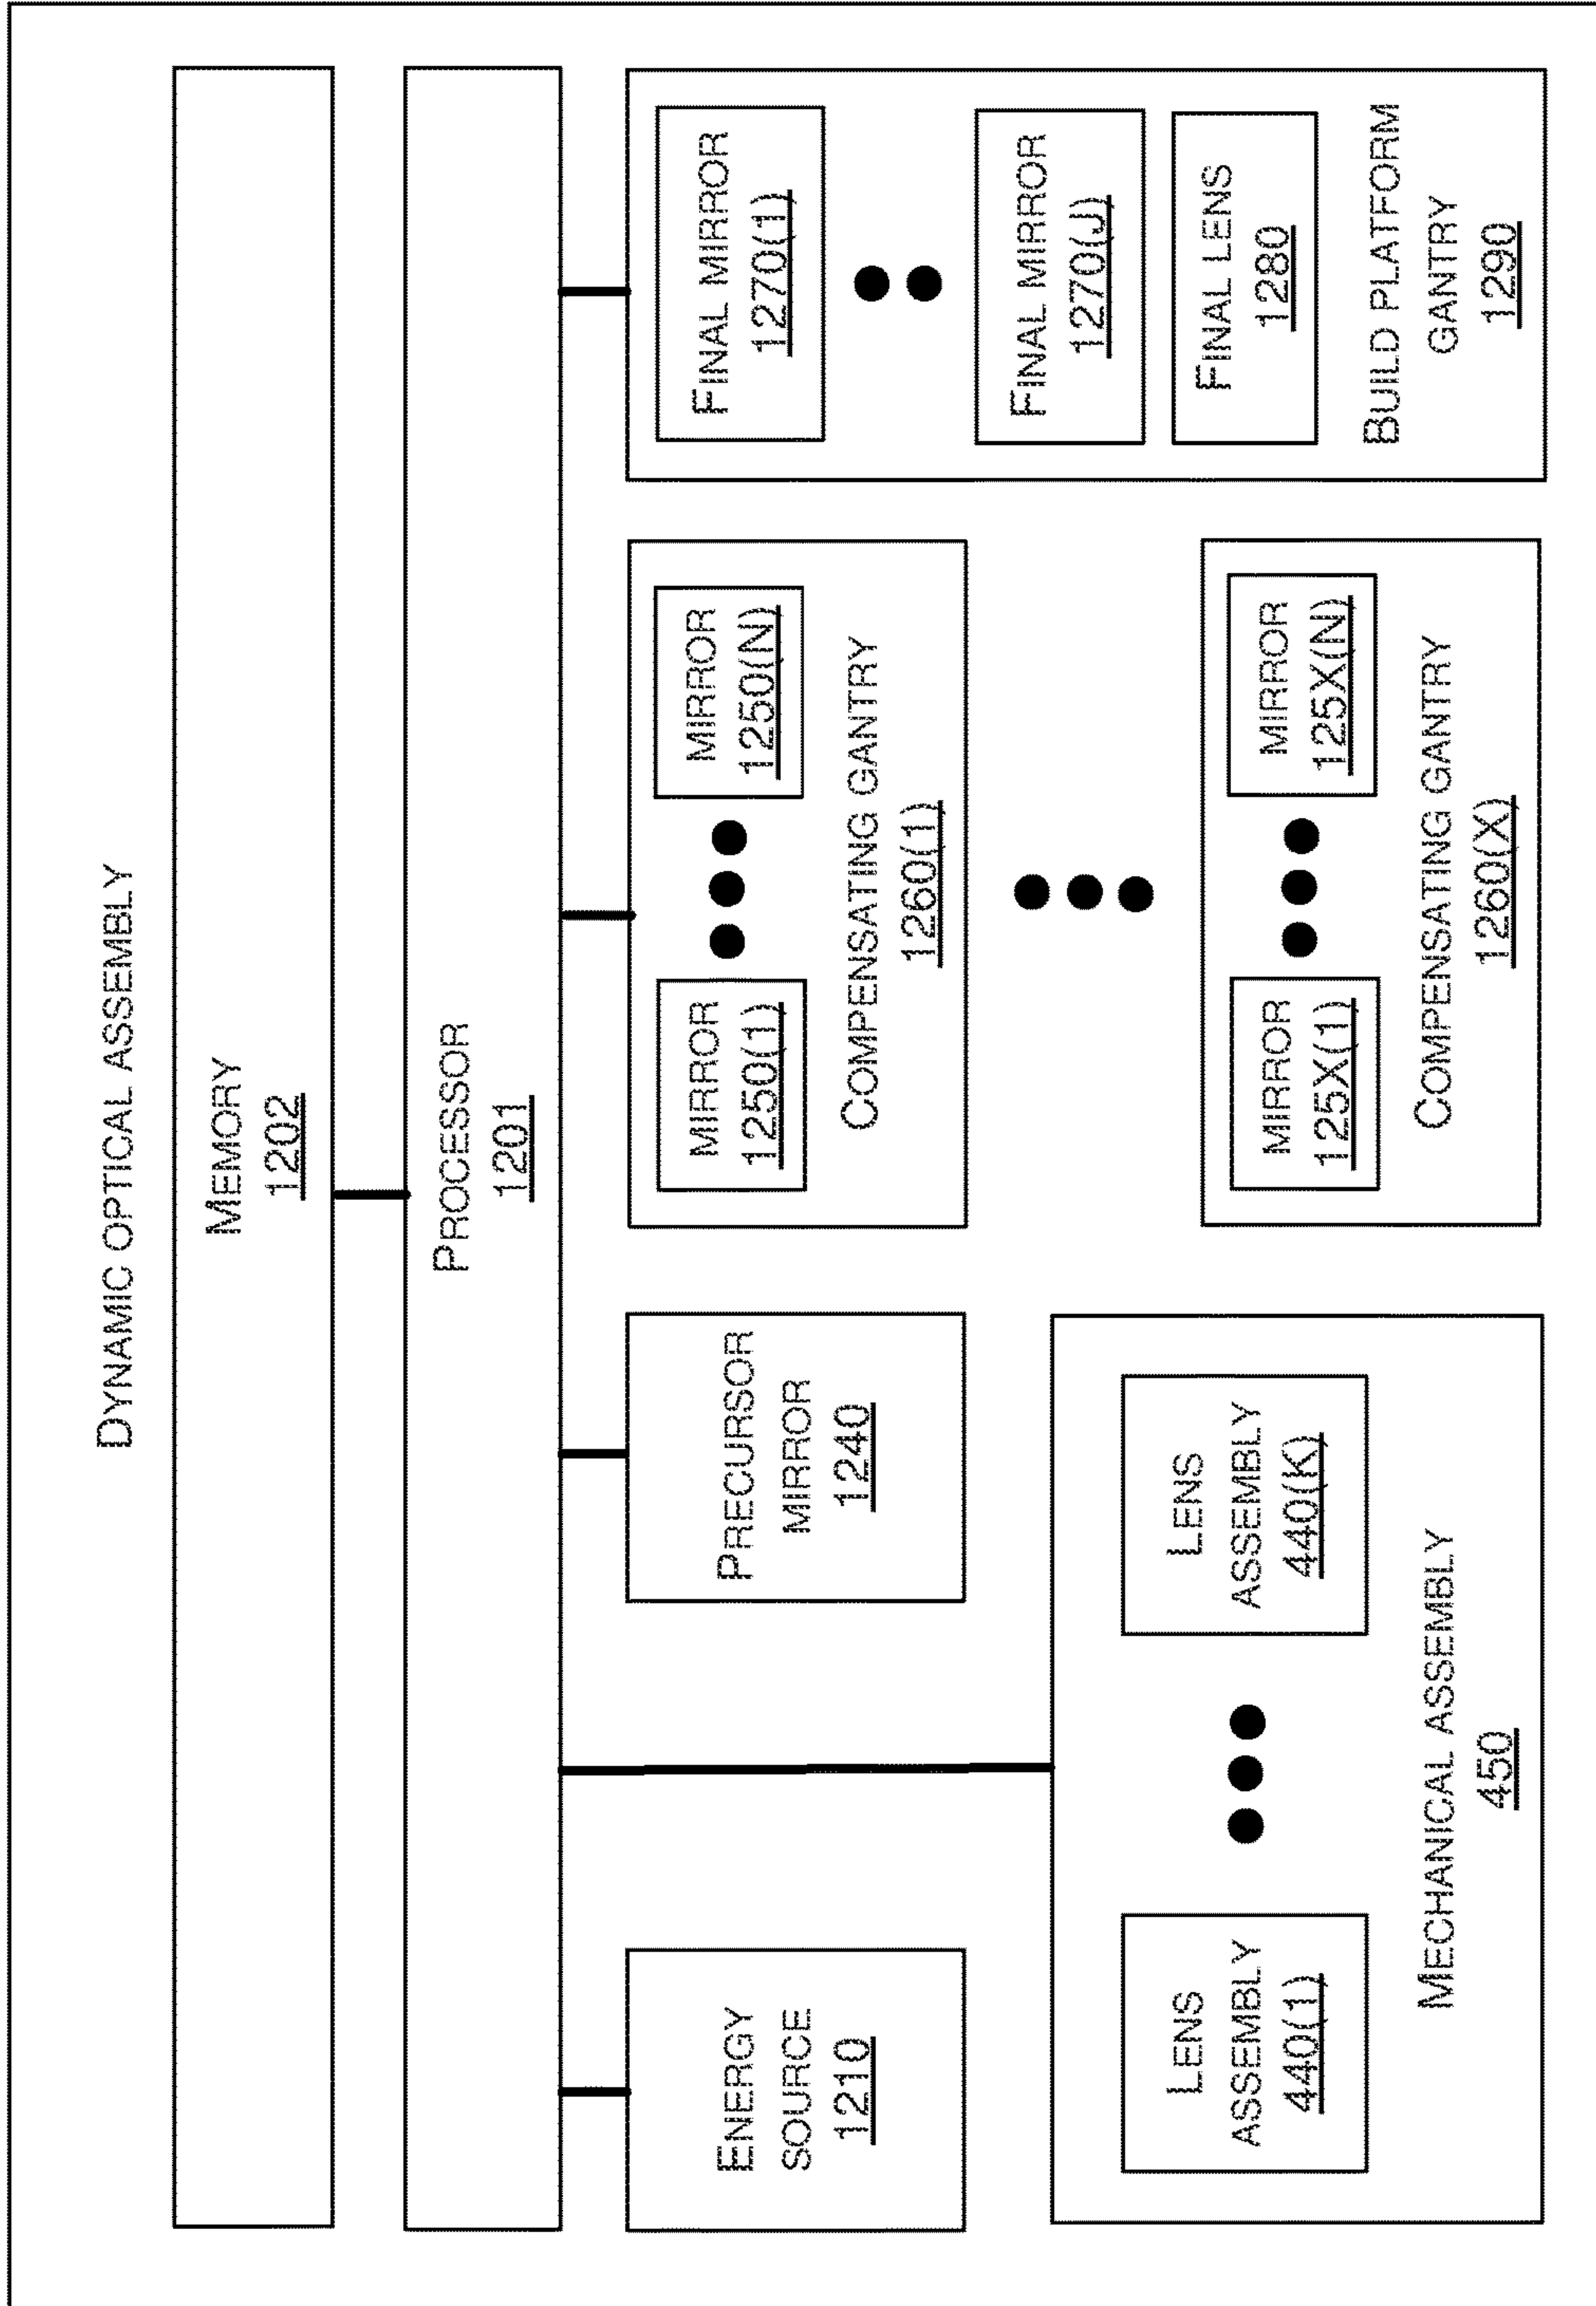 DYNAMIC OPTICAL ASSEMBLY
MEMORY
1202
PROCESSOR
1201
ENERGY
SOURCE
1210
PRECURSOR
MIRROR
1240
LENS
ASSEMBLY
440(1)
LENS
ASSEMBLY
440(K)
MECHANICAL ASSEMBLY
450
MIRROR
1250(1)
MIRROR
1250(N)
COMPENSATING GANTRY
1260(1)
MIRROR
125X(1)
MIRROR
125X(N)
COMPENSATING GANTRY
1260(X)
FINAL MIRROR
1270(1)
FINAL MIRROR
1270(J)
FINAL LENS
1280
BUILD PLATFORM
GANTRY
1290